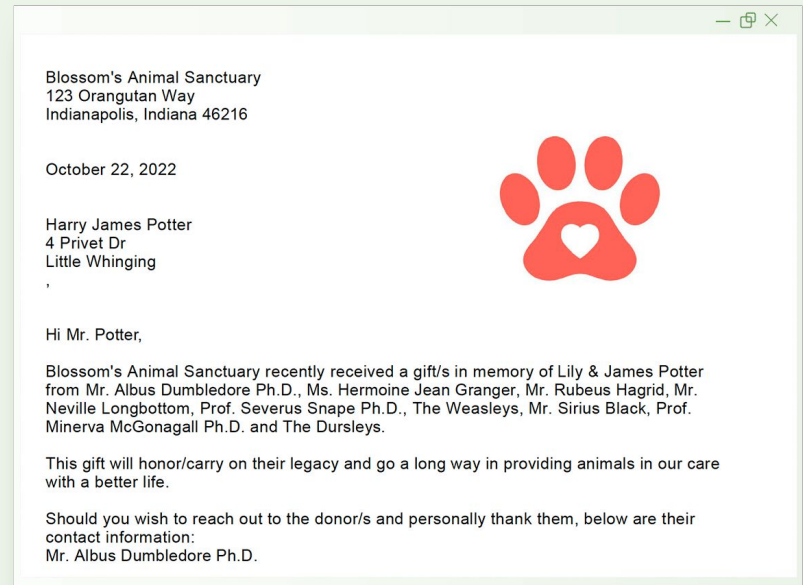 Blossom's Animal Sanctuary
123 Orangutan Way
Indianapolis, Indiana 46216
October 22, 2022
Harry James Potter
4 Privet Dr
Little Whinging
,
Hi Mr. Potter,
Blossom's Animal Sanctuary recently received a gift/s in memory of Lily & James Potter
from Mr. Albus Dumbledore Ph.D., Ms. Hermoine Jean Granger, Mr. Rubeus Hagrid, Mr.
Neville Longbottom, Prof. Severus Snape Ph.D., The Weasleys, Mr. Sirius Black, Prof.
Minerva McGonagall Ph.D. and The Dursleys.
This gift will honor/carry on their legacy and go a long way in providing animals in our care
with a better life.
Should you wish to reach out to the donor/s and personally thank them, below are their
contact information:
Mr. Albus Dumbledore Ph.D.